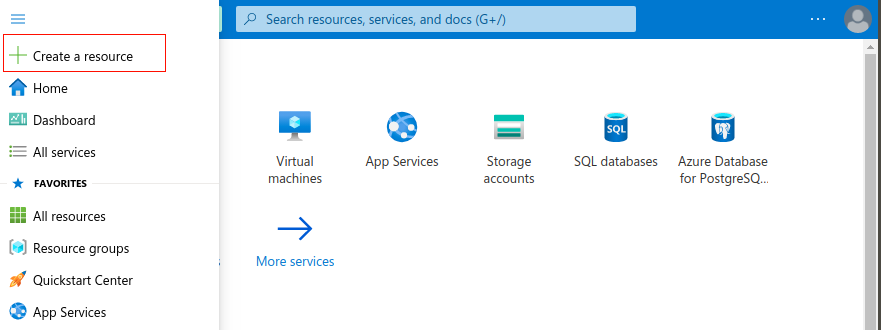 Search resources, services, and docs (G+/)
Create a resource
Home
Dashboard
All services
FAVORITES
All resources
Resource groups
Quickstart Center
App Services
Virtual
machines
App Services
Storage
accounts
SQL
SQL databases
Azure Database
for PostgreSQ...
More services